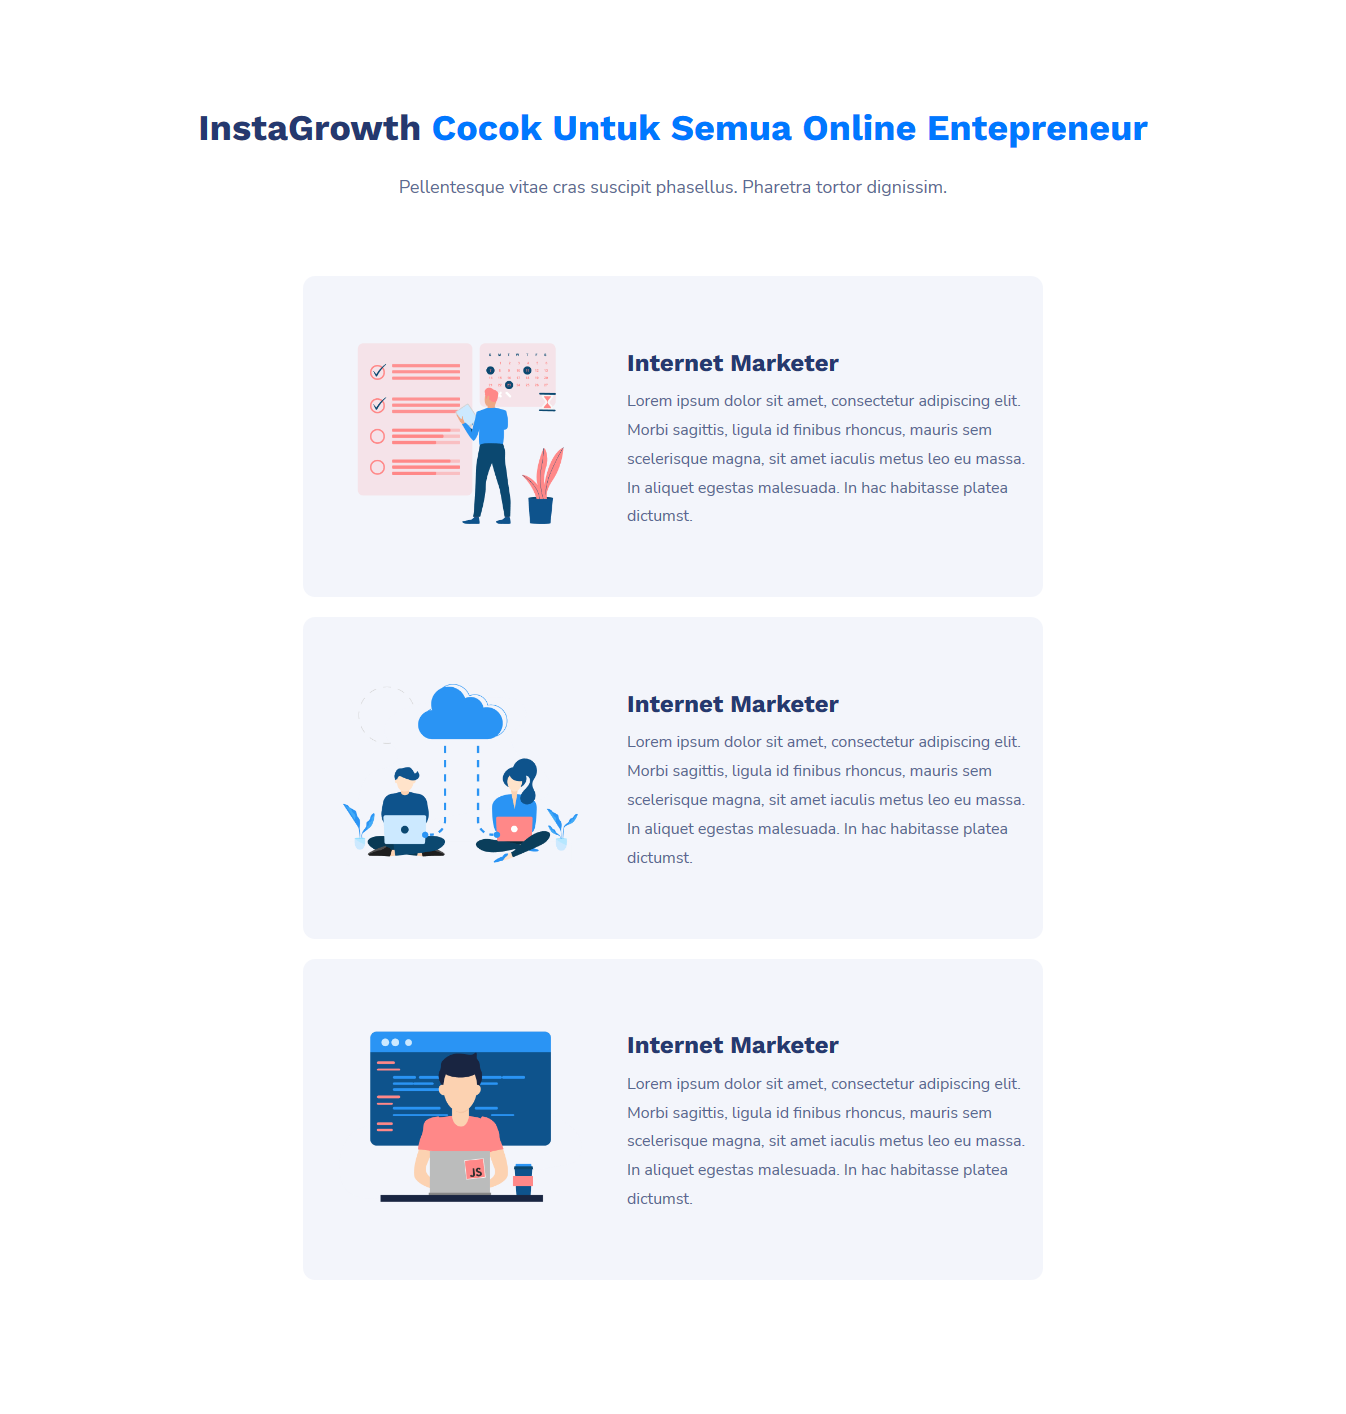 InstaGrowth Cocok Untuk Semua Online Entepreneur
Pellentesque vitae cras suscipit phasellus. Pharetra tortor dignissim.
Internet Marketer
Lorem ipsum dolor sit amet, consectetur adipiscing elit.
Morbi sagittis, ligula id finibus rhoncus, mauris sem
scelerisque magna, sit amet iaculis metus leo eu massa.
In aliquet egestas malesuada. In hac habitasse platea
dictumst.
Internet Marketer
Lorem ipsum dolor sit amet, consectetur adipiscing elit.
Morbi sagittis, ligula id finibus rhoncus, mauris sem
scelerisque magna, sit amet iaculis metus leo eu massa.
In aliquet egestas malesuada. In hac habitasse platea
dictumst.
JS
Internet Marketer
Lorem ipsum dolor sit amet, consectetur adipiscing elit.
Morbi sagittis, ligula id finibus rhoncus, mauris sem
scelerisque magna, sit amet iaculis metus leo eu massa.
In aliquet egestas malesuada. In hac habitasse platea
dictumst.